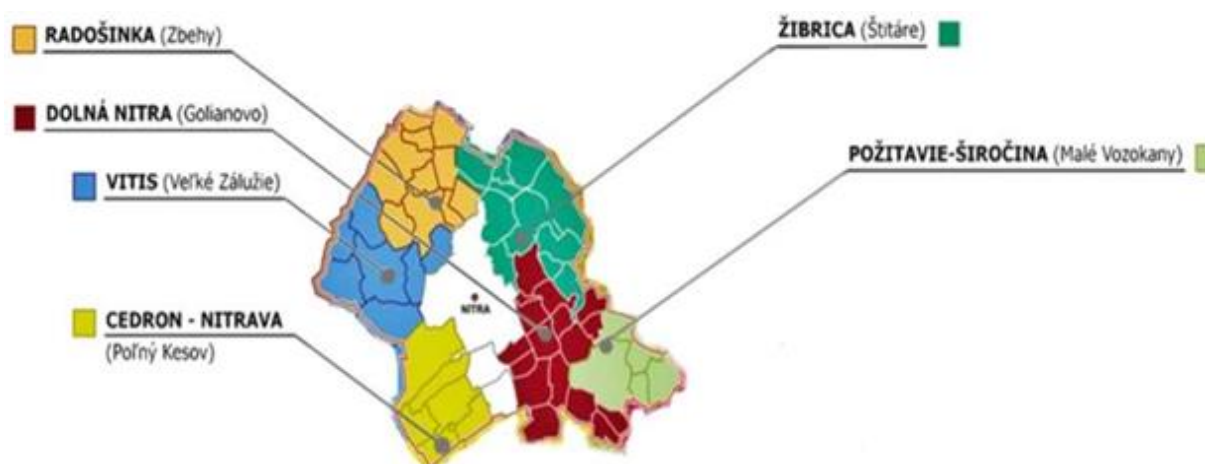 RADOŠINKA (Zbehy)
ŽIBRICA (Štitáre)
DOLNÁ NITRA (Golianovo)
POŽITAVIE-ŠIROČINA (Malé Vozokany)
VITIS (Veľké Zálužie)
NITRA
CEDRON - NITRAVA
(Poľný Kesov)